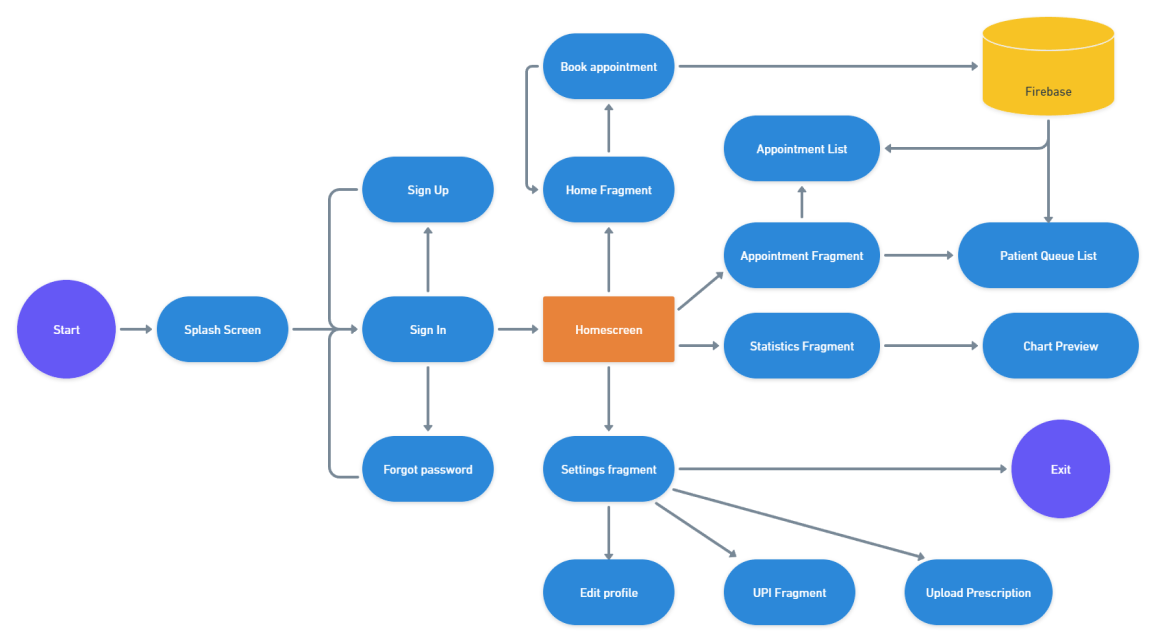 Book appointment
Firebase
Appointment List
Sign Up
Home Fragment
Appointment Fragment
Patient Queue List
Start
Splash Screen
Sign In
Homescreen
Statistics Fragment
Chart Preview
Forgot password
Settings fragment
Exit
Edit profile
UPI Fragment
Upload Prescription